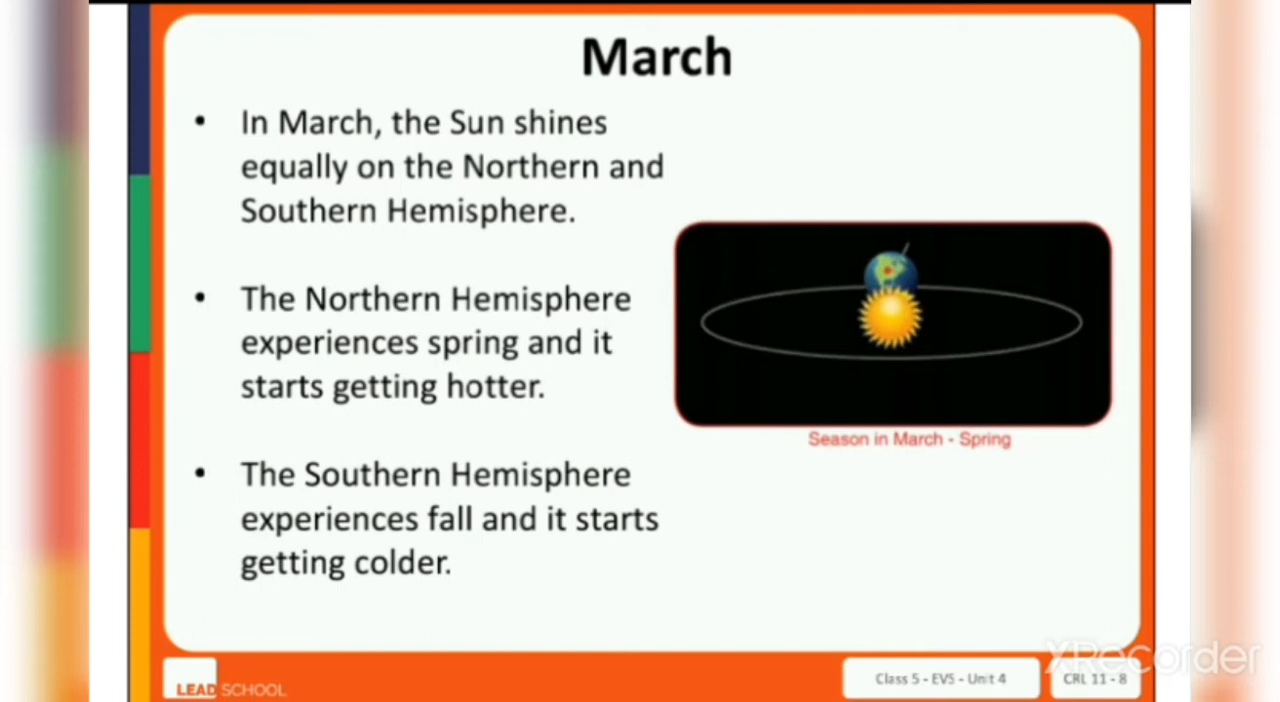 March
• In March, the Sun shines
equally on the Northern and
Southern Hemisphere.
• The Northern Hemisphere
experiences spring and it
starts getting hotter.
• The Southern Hemisphere
experiences fall and it starts
getting colder.
Season in March - Spring
LEAD SCHOOL
Class 5 - EVS - Unit 4
CRL 11 - 8
XRecorder